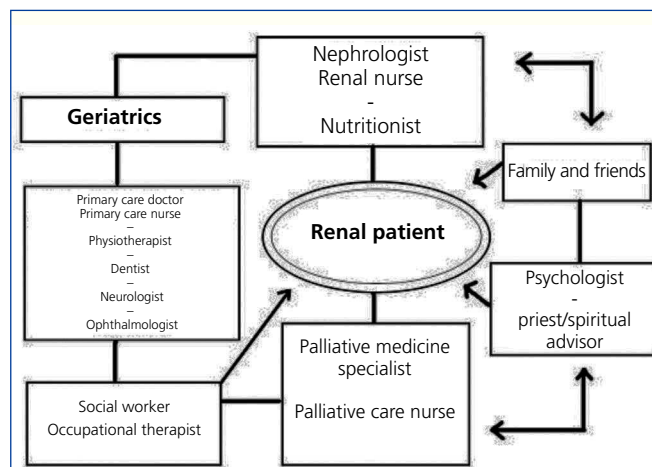 Nephrologist
Renal nurse
-
Nutritionist
Geriatrics
Family and friends
Primary care doctor
Primary care nurse
–
Physiotherapist
–
Dentist
–
Neurologist
–
Ophthalmologist
Renal patient
Psychologist
-
priest/spiritual
advisor
Palliative medicine
specialist
Palliative care nurse
Social worker
Occupational therapist